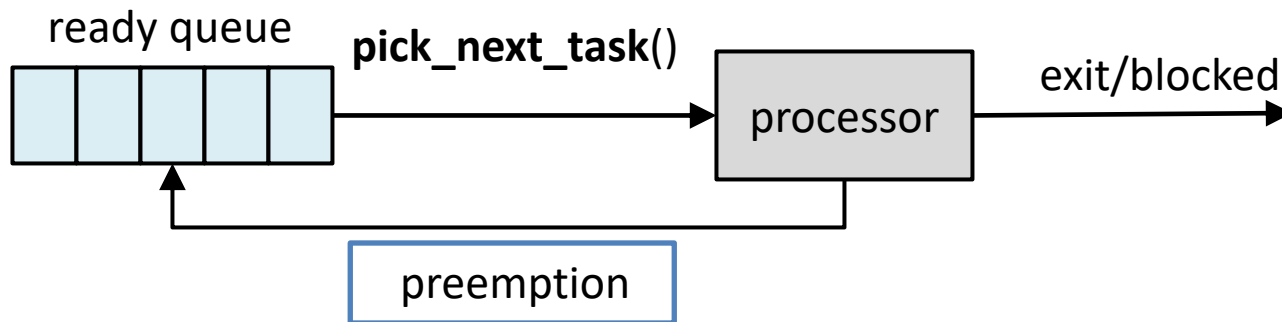 ready queue
pick_next_task()
processor
exit/blocked
preemption